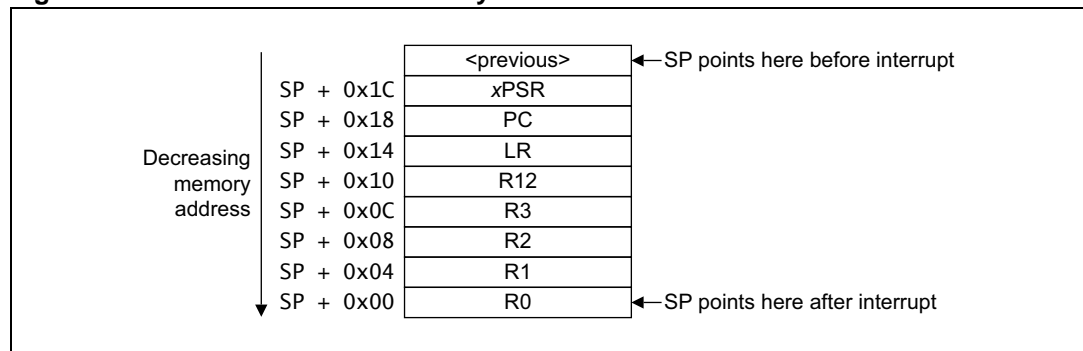 <previous> SP points here before interrupt
SP + 0x1C xPSR
SP + 0x18 PC
SP + 0x14 LR
SP + 0x10 R12
SP + 0x0C R3
SP + 0x08 R2
SP + 0x04 R1
SP + 0x00 R0 SP points here after interrupt
Decreasing
memory
address